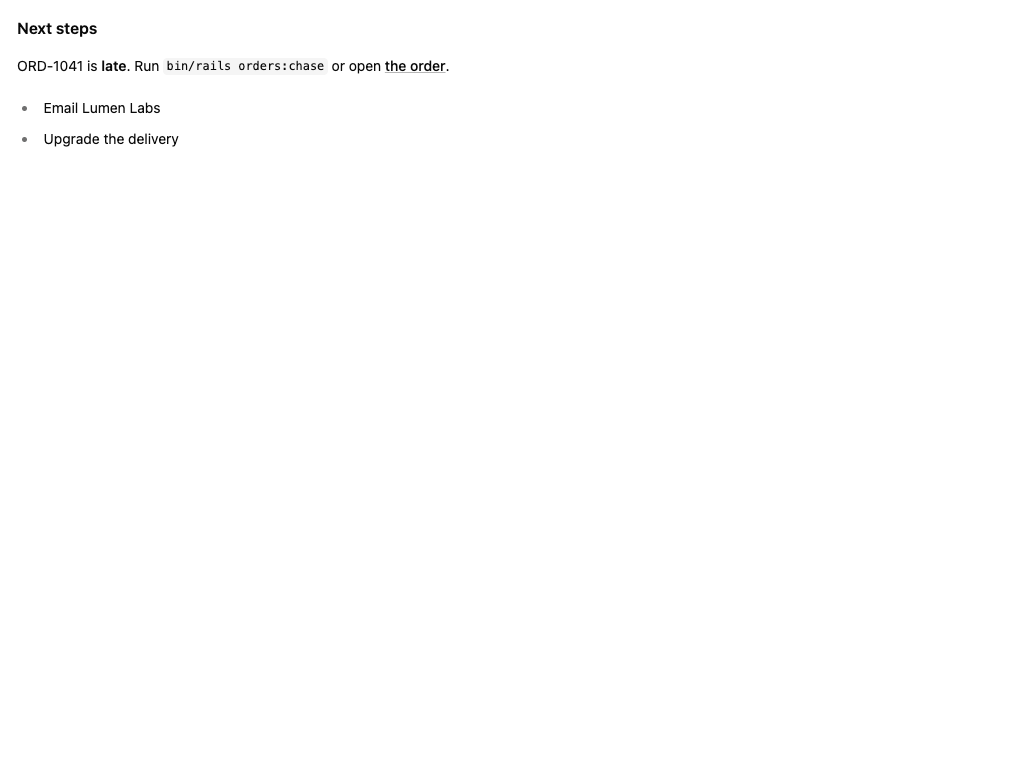 Next steps
ORD-1041 is late. Run bin/rails orders:chase or open the order.
Email Lumen Labs
Upgrade the delivery